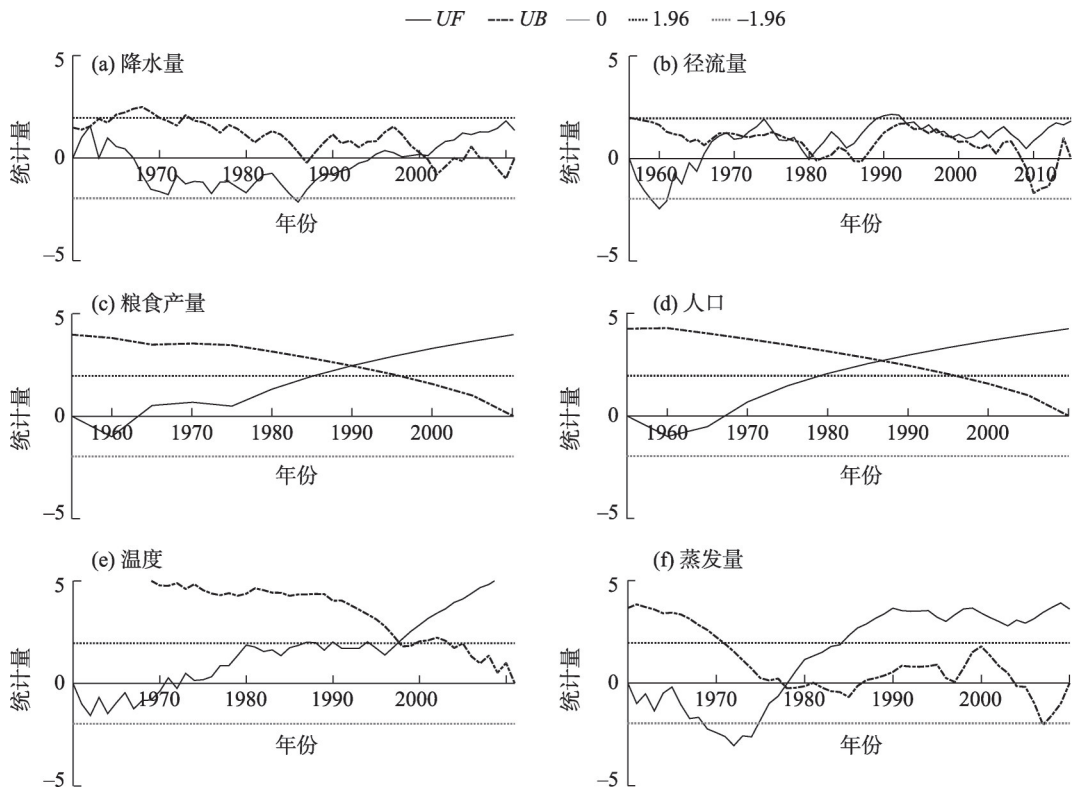 UF UB 0 1.96 –1.96
5 (a) 降水量
统计量
0
1970 1980 1990 2000
年份
–5
5 (b) 径流量
统计量
0
1960 1970 1980 1990 2000 2010
年份
–5
5 (c) 粮食产量
统计量
0
1960 1970 1980 1990 2000
年份
–5
5 (d) 人口
统计量
0
1960 1970 1980 1990 2000
年份
–5
(e) 温度
5
统计量
0
1970 1980 1990 2000
年份
–5
(f) 蒸发量
5
统计量
0
1970 1980 1990 2000
年份
–5